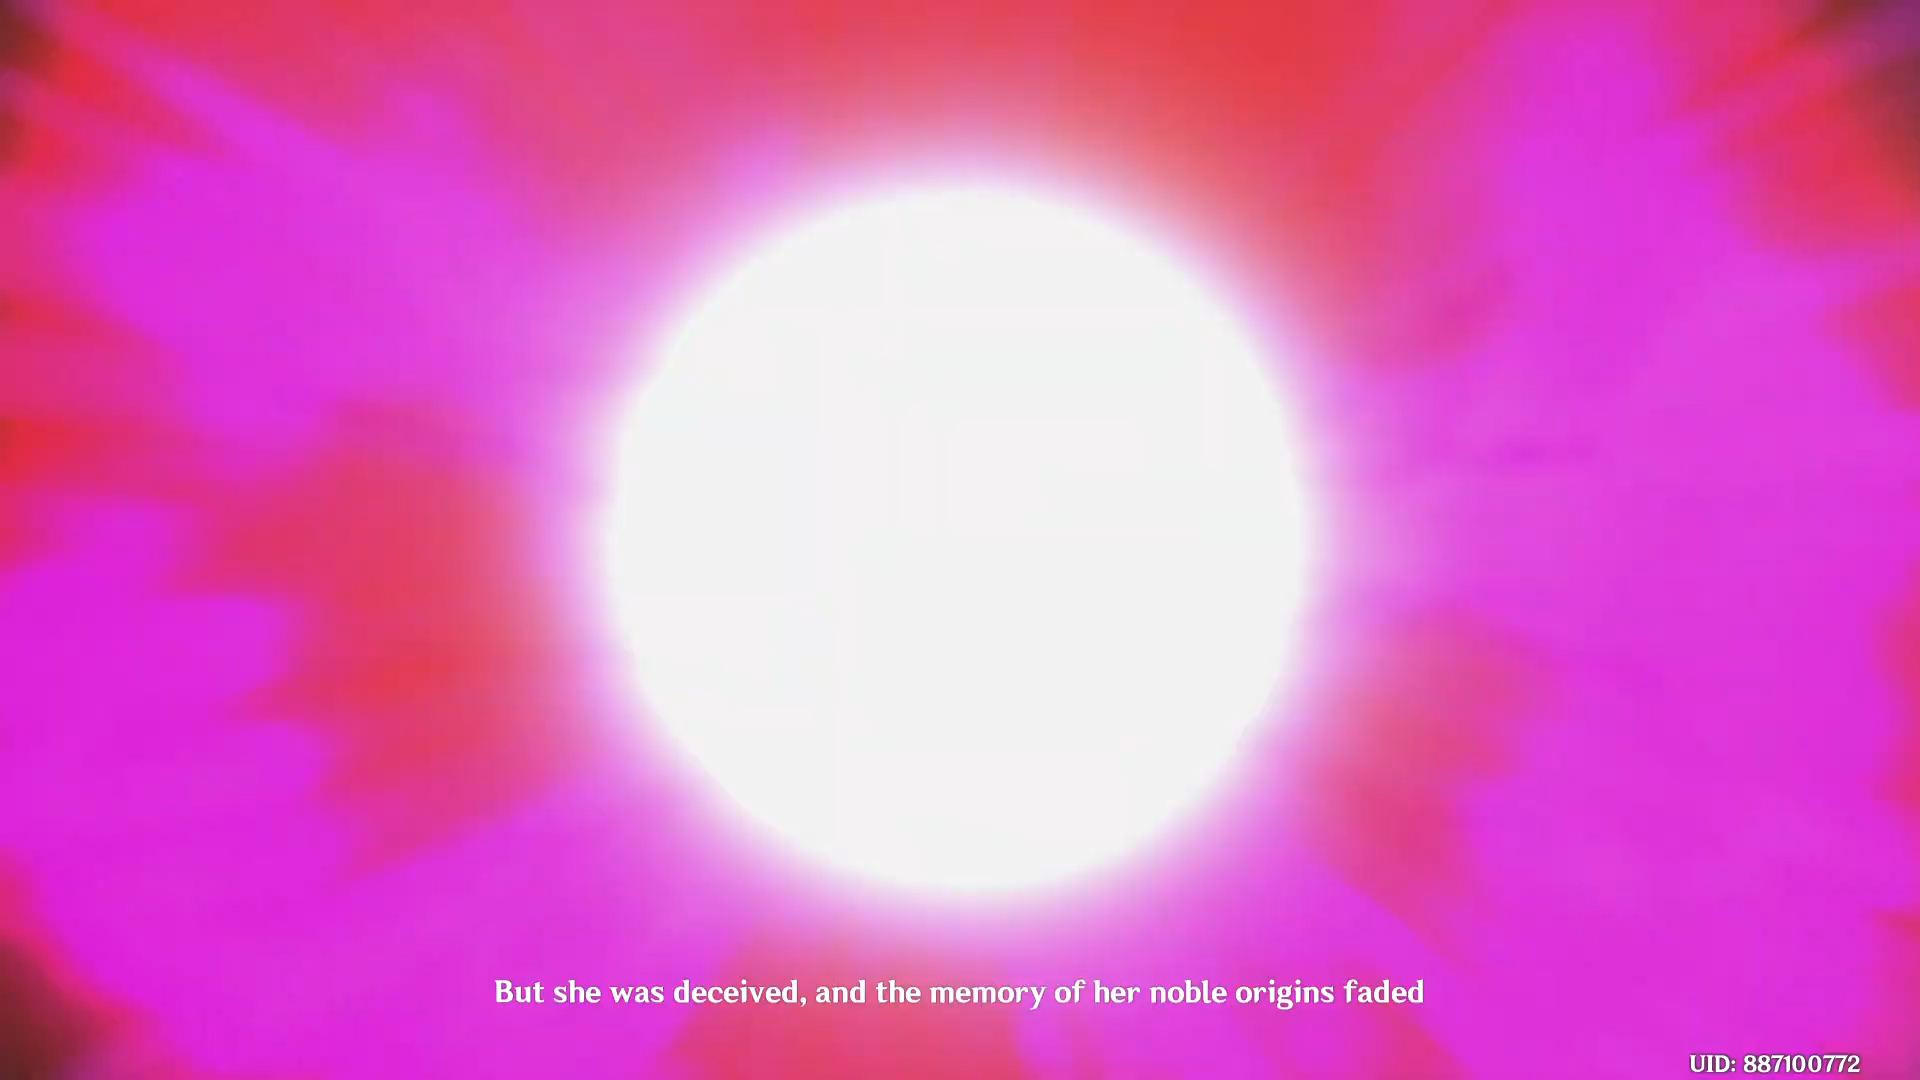 But she was deceived, and the memory of her noble origins faded
UID: 887100772